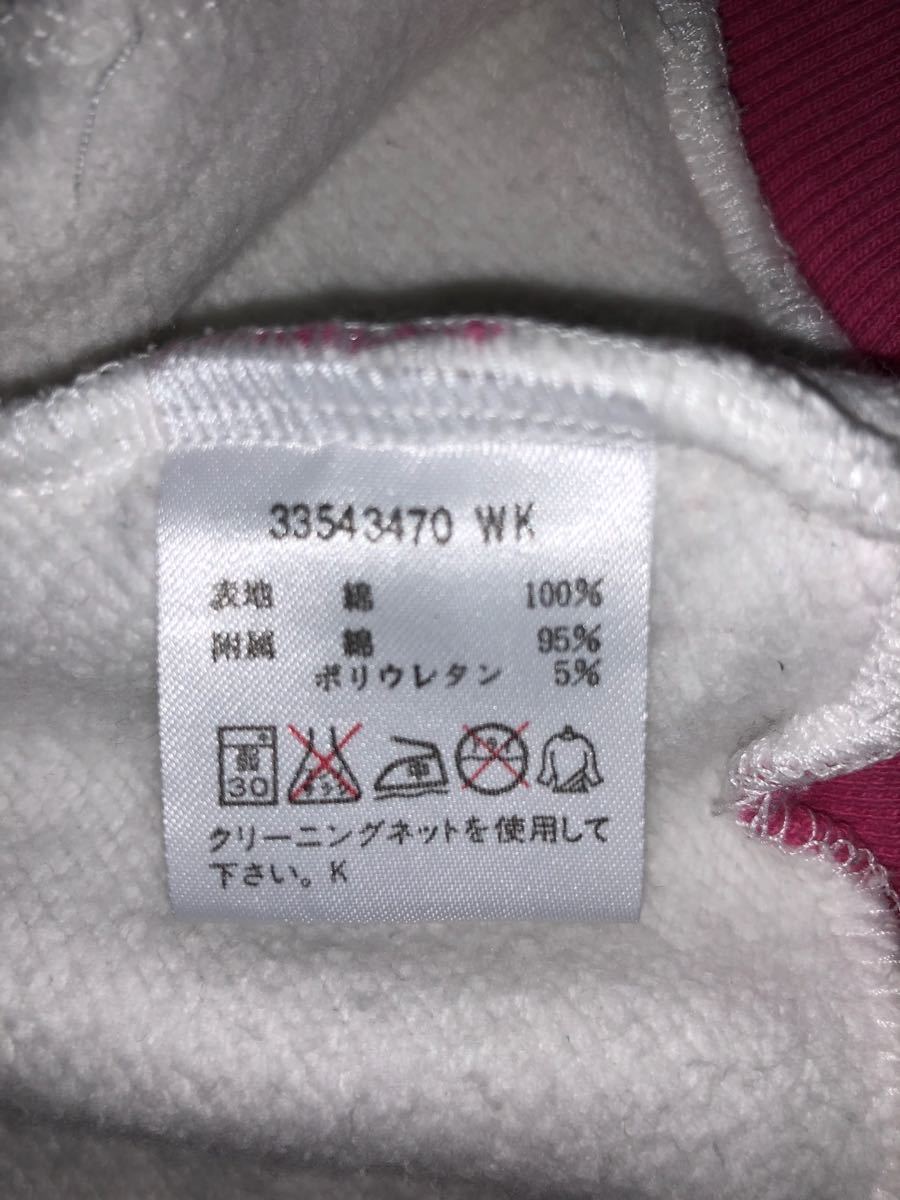 33543470 WK
表地 綿 100%
附属 綿 95%
ポリウレタン 5%
30
クリーニングネットを使用して
下さい。K